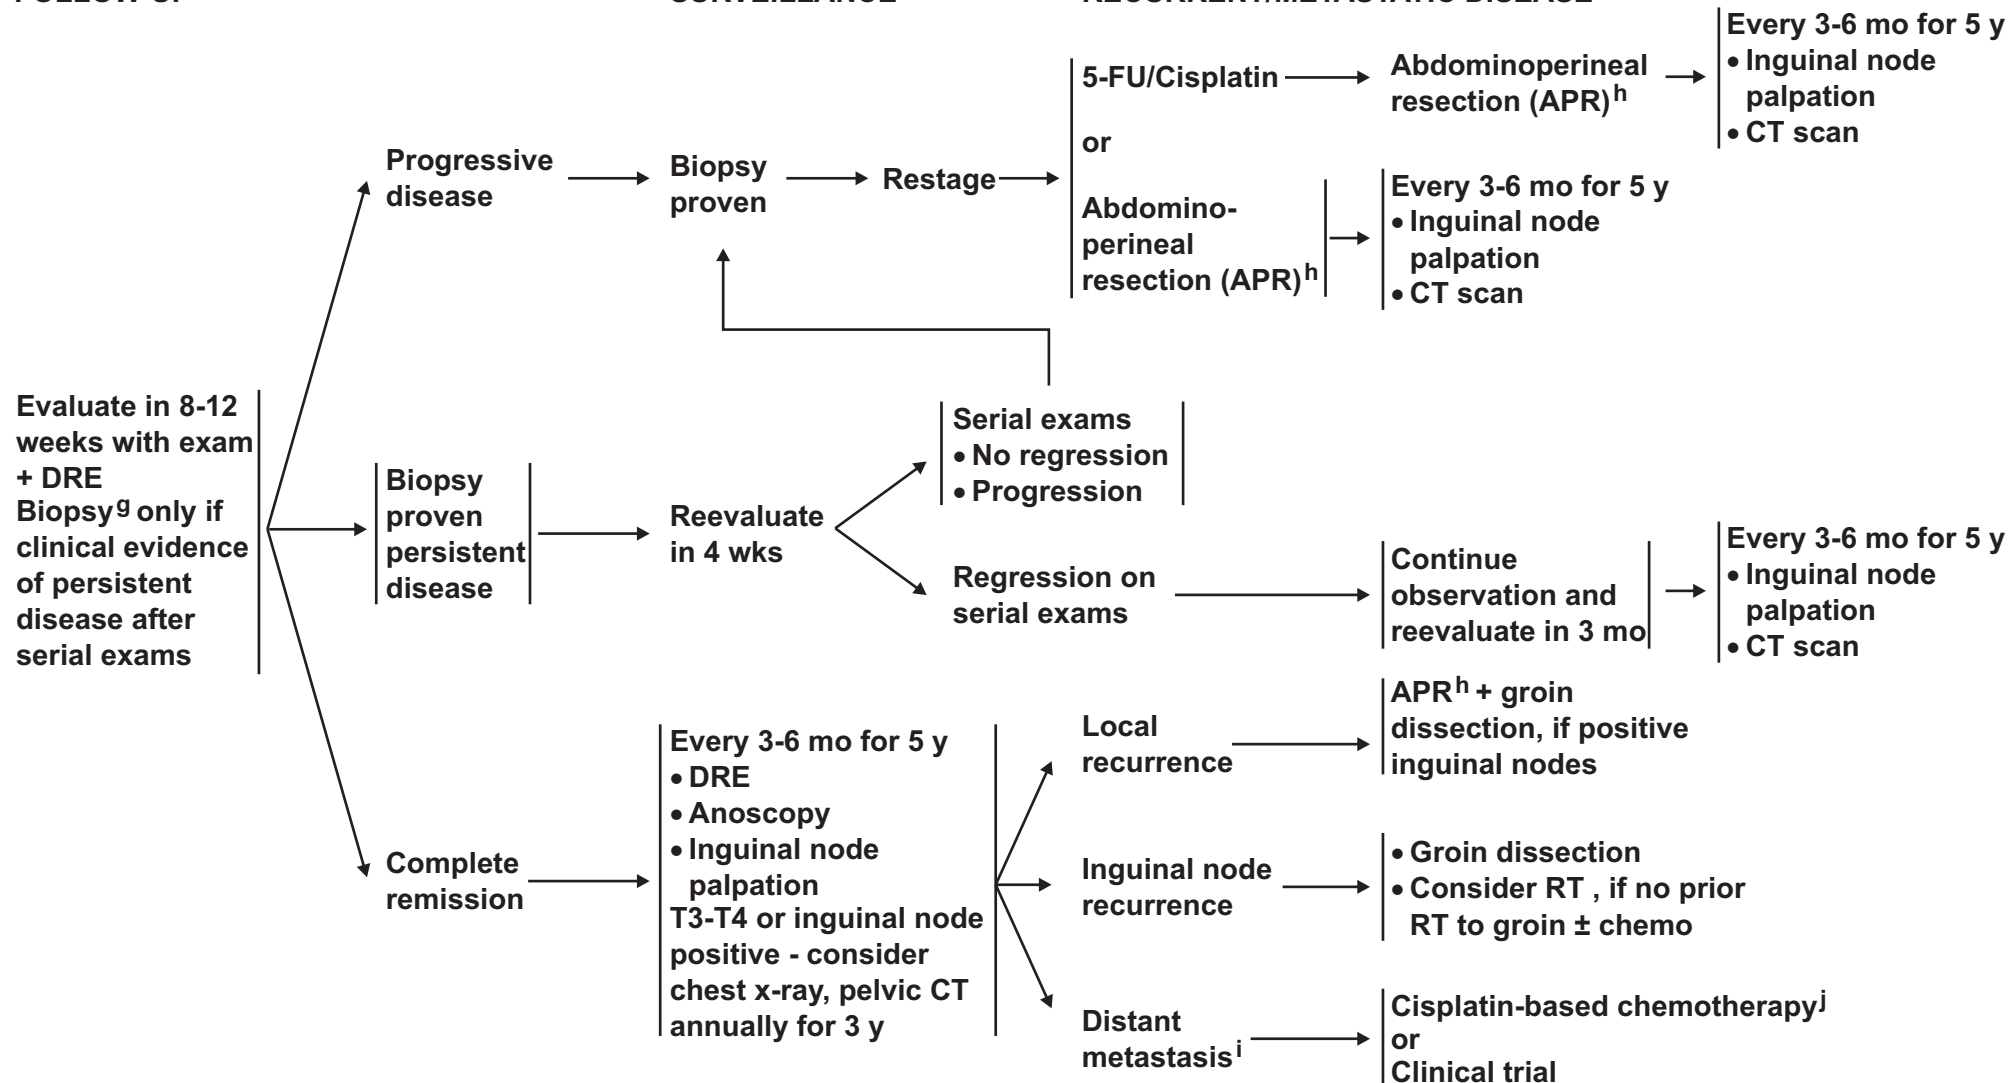 Every 3-6 mo for 5 y
• Inguinal node
palpation
• CT scan
5-FU/Cisplatin
Abdominoperineal
resection (APR)h
or
Abdomino-
perineal
resection (APR)h
Every 3-6 mo for 5 y
• Inguinal node
palpation
• CT scan
Progressive
disease
Biopsy
proven
Restage
Evaluate in 8-12
weeks with exam
+ DRE
Biopsyg only if
clinical evidence
of persistent
disease after
serial exams
Biopsy
proven
persistent
disease
Reevaluate
in 4 wks
Serial exams
• No regression
• Progression
Regression on
serial exams
Continue
observation and
reevaluate in 3 mo
Every 3-6 mo for 5 y
• Inguinal node
palpation
• CT scan
Complete
remission
Every 3-6 mo for 5 y
• DRE
• Anoscopy
• Inguinal node
palpation
T3-T4 or inguinal node
positive - consider
chest x-ray, pelvic CT
annually for 3 y
Local
recurrence
APRh + groin
dissection, if positive
inguinal nodes
Inguinal node
recurrence
• Groin dissection
• Consider RT , if no prior
RT to groin ± chemo
Distant
metastasisi
Cisplatin-based chemotherapyj
or
Clinical trial